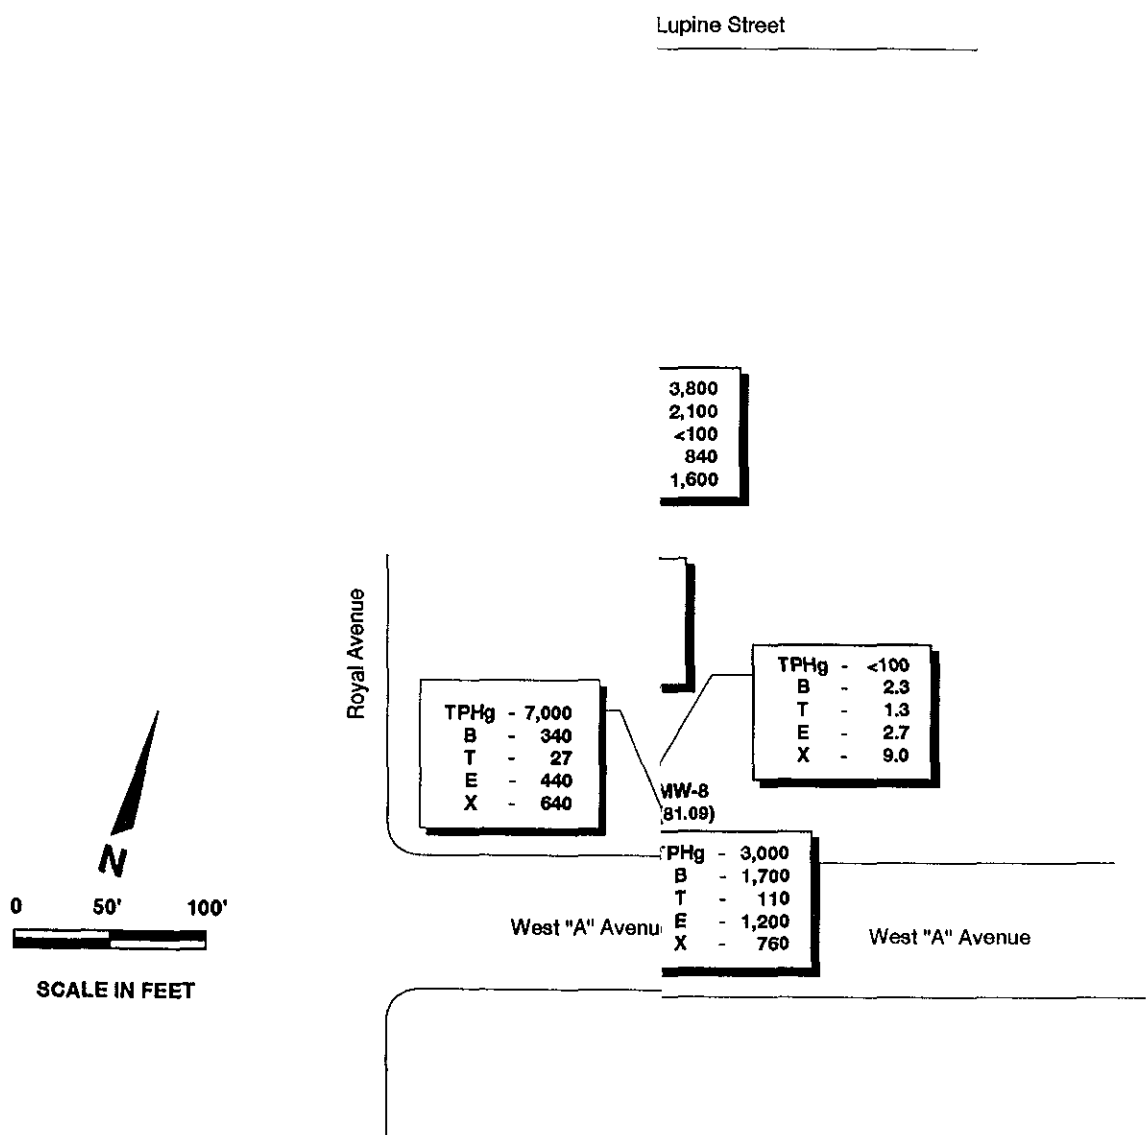 Lupine Street
3,800
2,100
<100
840
1,600
Royal Avenue
TPHg - <100
B - 2.3
T - 1.3
E - 2.7
X - 9.0
TPHg - 7,000
B - 340
T - 27
E - 440
X - 640
MW-8
(81.09)
TPHg - 3,000
B - 1,700
T - 110
E - 1,200
X - 760
N
0 50' 100'
SCALE IN FEET
West "A" Avenu
West "A" Avenue